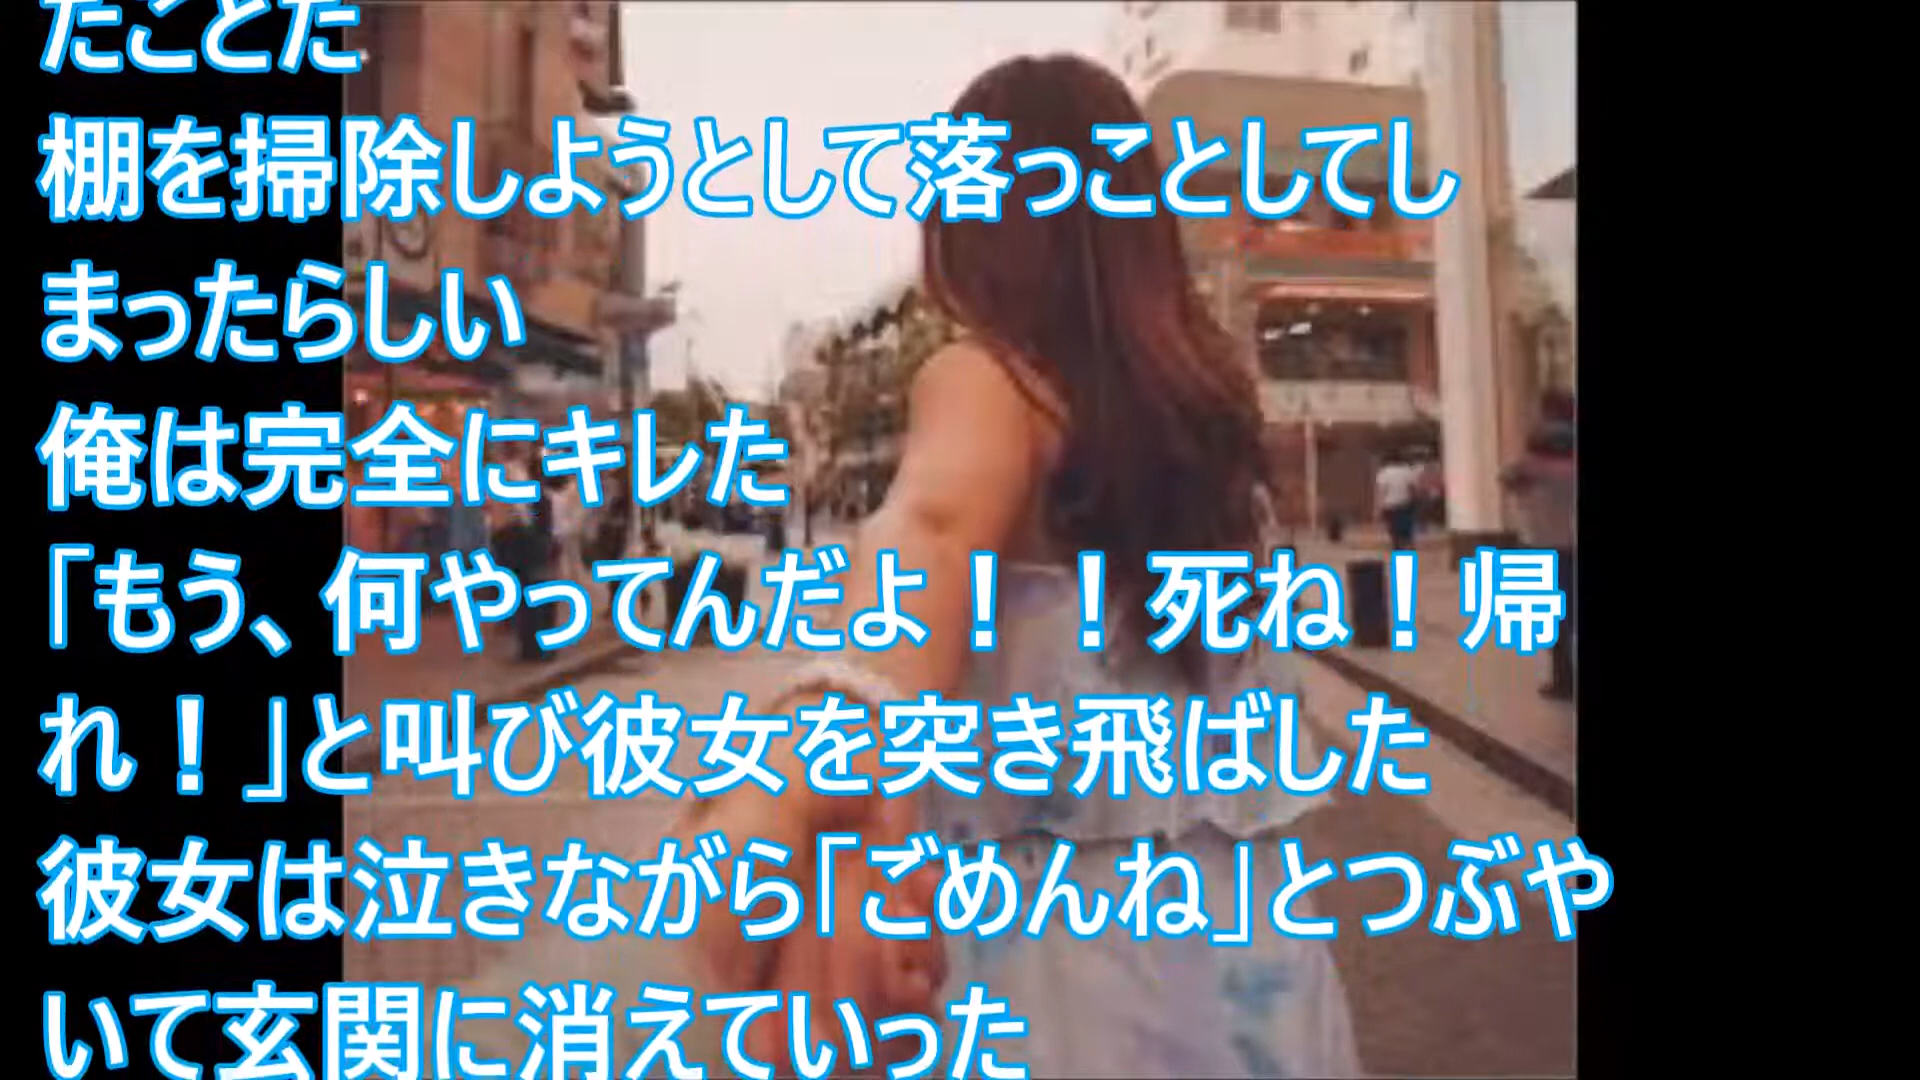 たことだ
棚を掃除しようとして落っことしてし
まったらしい
俺は完全にキレた
「もう、何やってんだよ！！死ね！帰
れ！」と叫び彼女を突き飛ばした
彼女は泣きながら「ごめんね」とつぶや
いて玄関に消えていった